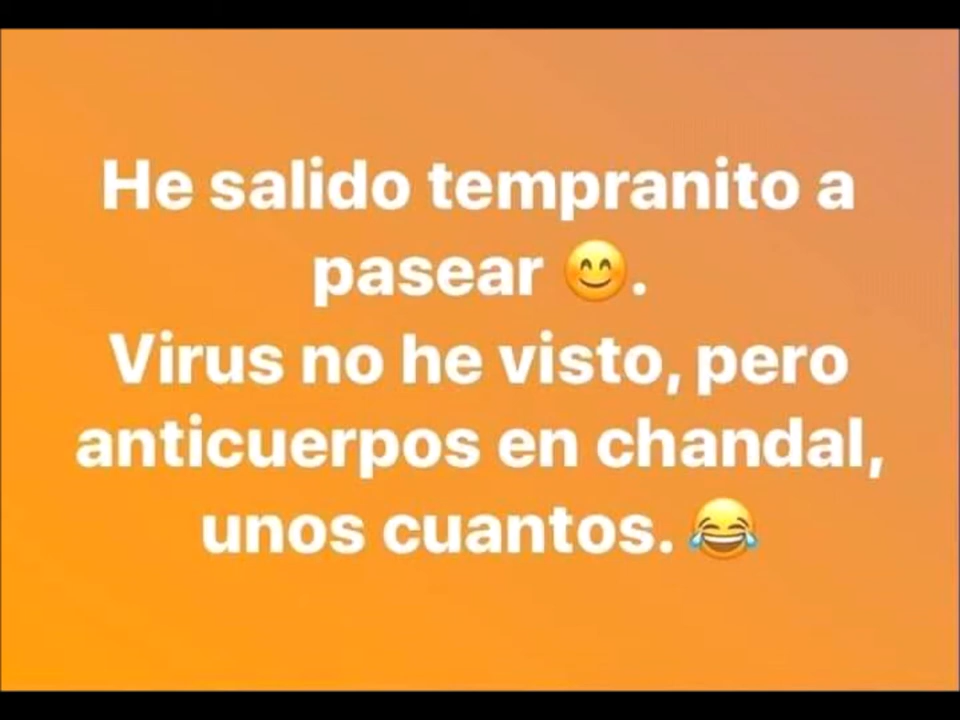 He salido tempranito a
pasear 😊.
Virus no he visto, pero
anticuerpos en chandal,
unos cuantos. 😂